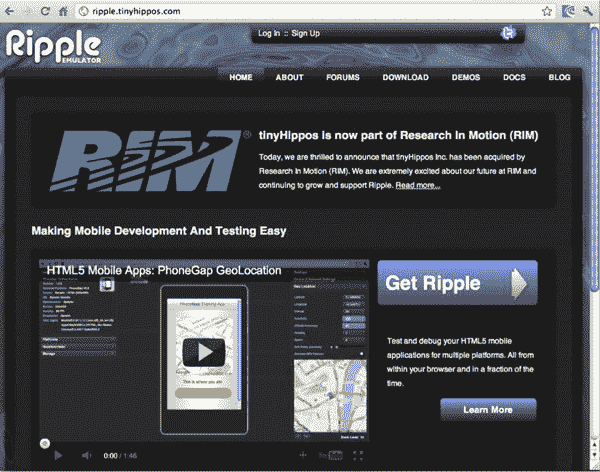 ripple.tinyhippos.com
Ripple
EMULATOR
Log In :: Sign Up
HOME ABOUT FORUMS DOWNLOAD DEMOS DOCS BLOG
RIM®
tinyHippos is now part of Research In Motion (RIM)
Today, we are thrilled to announce that tinyHippos Inc. has been acquired by
Research In Motion (RIM). We are extremely excited about our future at RIM and
continuing to grow and support Ripple. Read more...
Making Mobile Development And Testing Easy
HTML5 Mobile Apps: PhoneGap GeoLocation
Get Ripple
This is where you are
Test and debug your HTML5 mobile
applications for multiple platforms. All from
within your browser and in a fraction of the
time.
Learn More
0:00 / 1:46